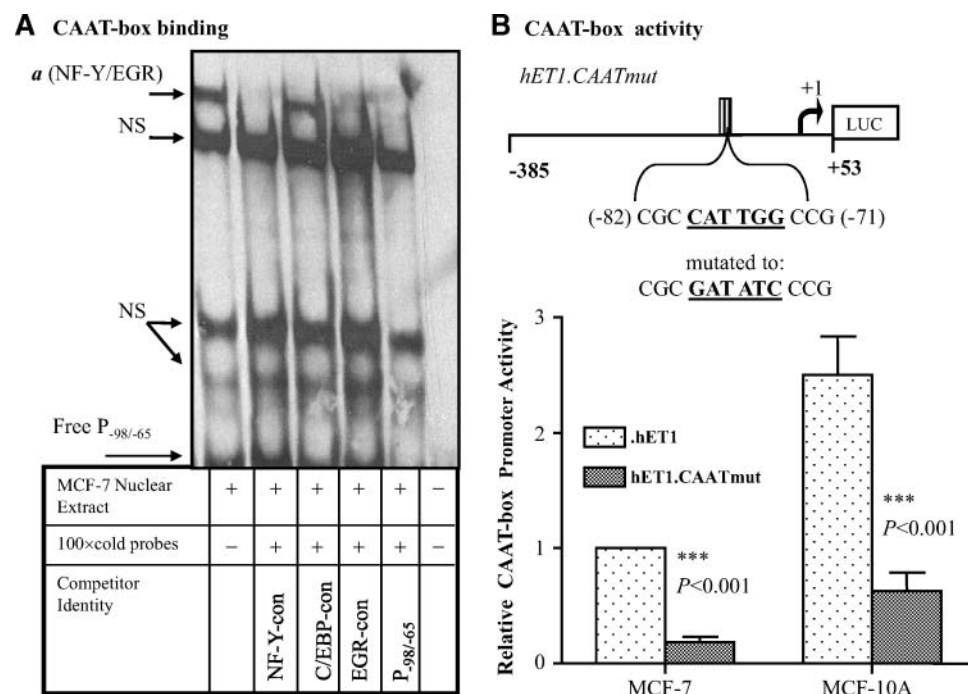 A CAAT-box binding
a (NF-Y/EGR)
NS
NS
Free P-98/-65
MCF-7 Nuclear Extract + + + + + –
100×cold probes – + + + + –
Competitor Identity
NF-Y-con
C/EBP-con
EGR-con
P-98/-65
B CAAT-box activity
hET1.CAATmut
+1
LUC
-385
+53
(-82) CGC CAT TGG CCG (-71)
mutated to:
CGC GAT ATC CCG
Relative CAAT-box Promoter Activity
3
2
1
0
.hET1
hET1.CAATmut
***
P<0.001
***
P<0.001
MCF-7
MCF-10A